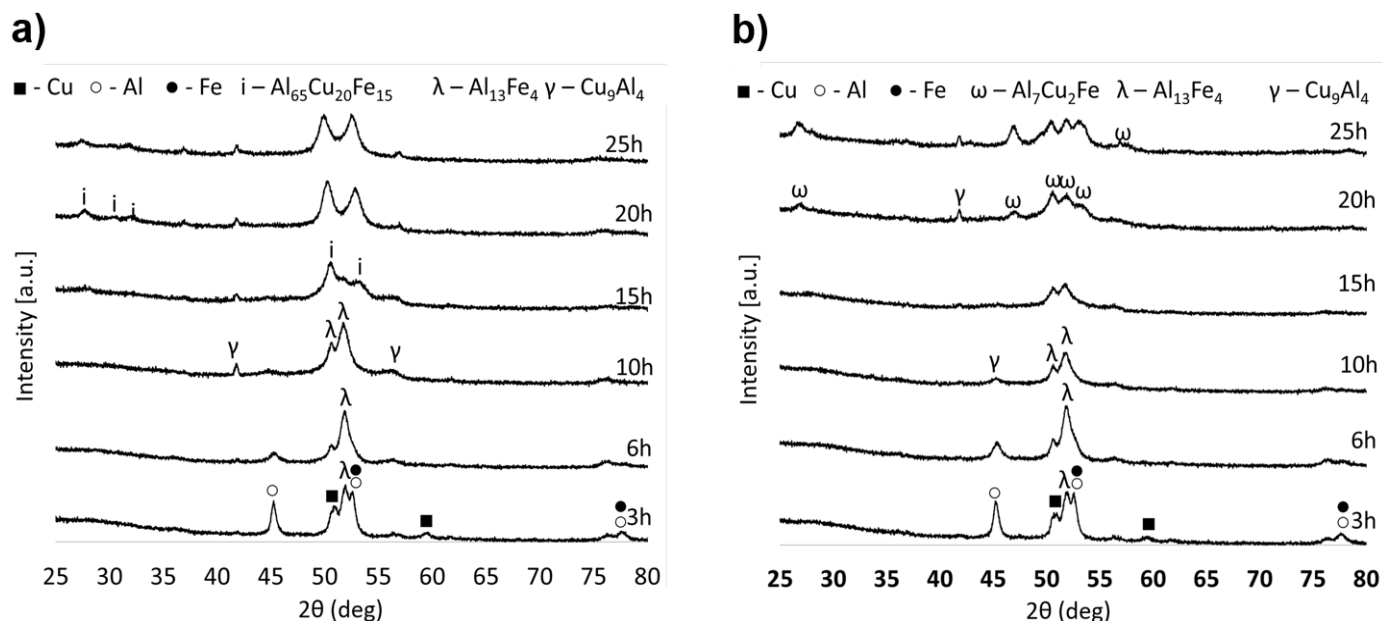 a)
■ - Cu ○ - Al ● - Fe i – Al₆₅Cu₂₀Fe₁₅ λ – Al₁₃Fe₄ γ – Cu₉Al₄
25h
i i i
20h
i i
15h
λ λ
γ γ
10h
λ
6h
λ
3h
Intensity [a.u.]
25 30 35 40 45 50 55 60 65 70 75 80
2θ (deg)
b)
■ - Cu ○ - Al ● - Fe ω – Al₇Cu₂Fe λ – Al₁₃Fe₄ γ – Cu₉Al₄
25h
ω
ω γ ω ω ω ω
20h
15h
λ λ
γ
10h
λ
6h
λ
3h
Intensity [a.u.]
25 30 35 40 45 50 55 60 65 70 75 80
2θ (deg)